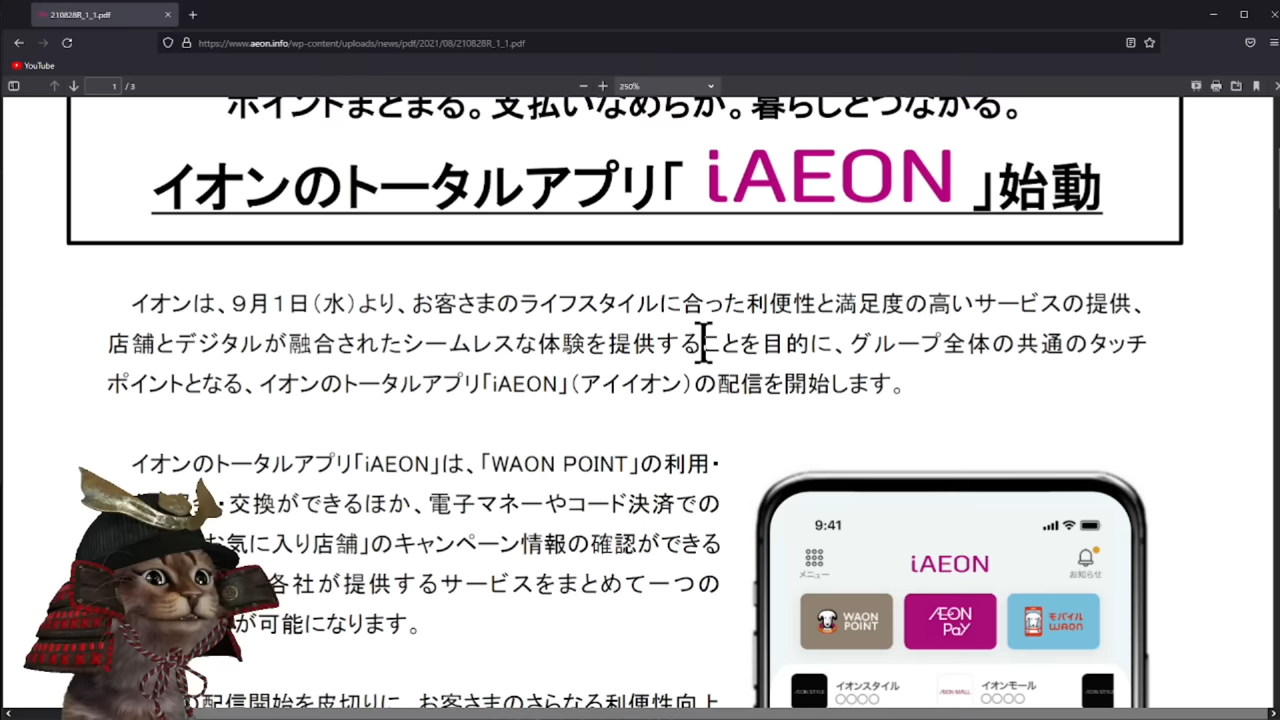 210828R_1_1.pdf
https://www.aeon.info/wp-content/uploads/news/pdf/2021/08/210828R_1_1.pdf
YouTube
1 / 3
250%
ポイントまとまる。支払いなめらか。暮らしとつながる。
イオンのトータルアプリ「iAEON」始動
イオンは、９月１日（水）より、お客さまのライフスタイルに合った利便性と満足度の高いサービスの提供、
店舗とデジタルが融合されたシームレスな体験を提供することを目的に、グループ全体の共通のタッチ
ポイントとなる、イオンのトータルアプリ「iAEON」（アイイオン）の配信を開始します。
イオンのトータルアプリ「iAEON」は、「WAON POINT」の利用・
・交換ができるほか、電子マネーやコード決済での
お気に入り店舗」のキャンペーン情報の確認ができる
各社が提供するサービスをまとめて一つの
が可能になります。
の配信開始を皮切りに、お客さまのさらなる利便性向上
9:41
メニュー
iAEON
お知らせ
WAON POINT
AEON Pay
モバイル WAON
AEON STYLE
イオンスタイル
○○○○
AEON MALL
イオンモール
○○○○
AEON STYLE